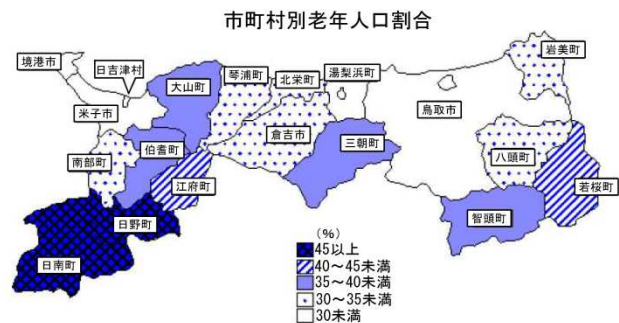 市町村別老年人口割合
境港市
日吉津村
米子市
大山町
琴浦町
北栄町
湯梨浜町
岩美町
鳥取市
倉吉市
三朝町
八頭町
若桜町
智頭町
南部町
伯耆町
江府町
日野町
日南町
(%)
45以上
40～45未満
35～40未満
30～35未満
30未満